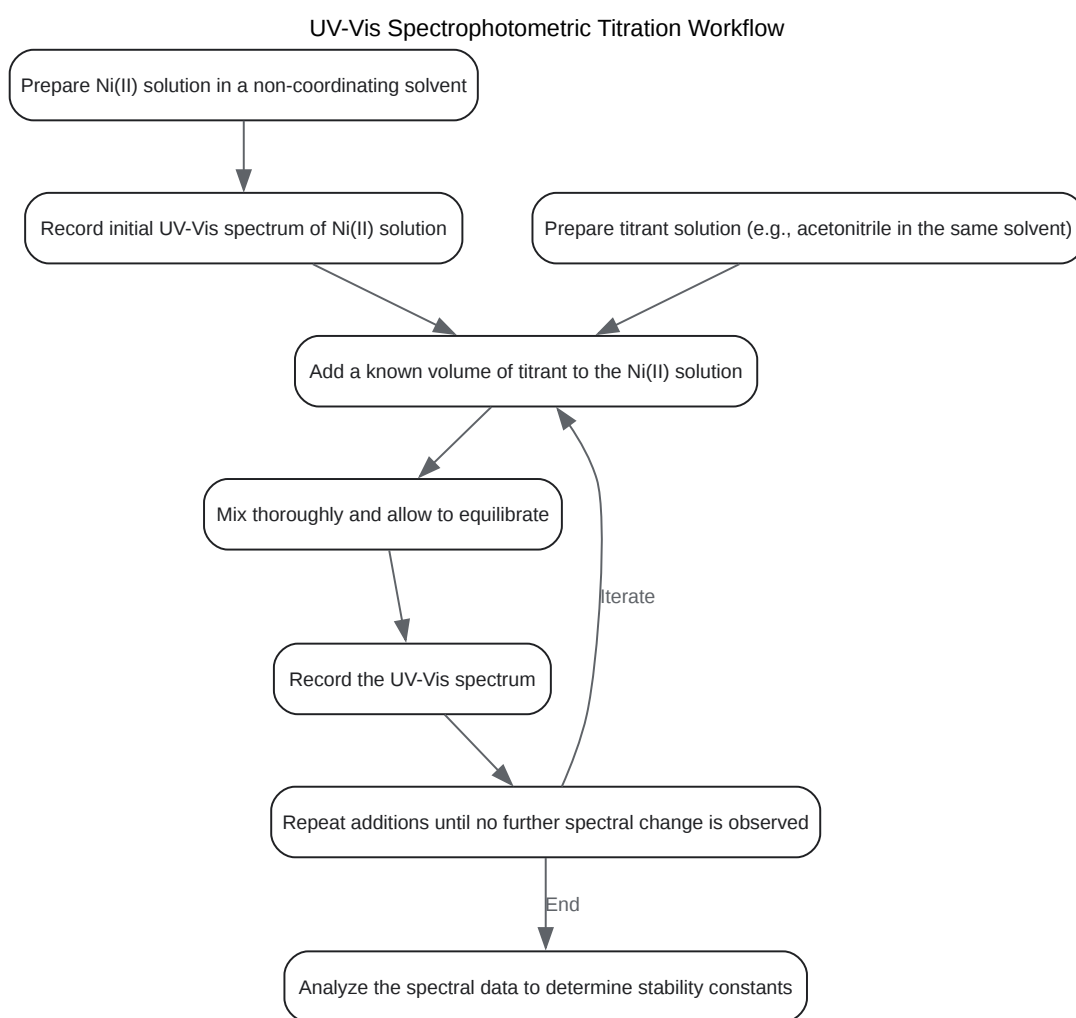 UV-Vis Spectrophotometric Titration Workflow
Prepare Ni(II) solution in a non-coordinating solvent
Record initial UV-Vis spectrum of Ni(II) solution
Prepare titrant solution (e.g., acetonitrile in the same solvent)
Add a known volume of titrant to the Ni(II) solution
Mix thoroughly and allow to equilibrate
Iterate
Record the UV-Vis spectrum
Repeat additions until no further spectral change is observed
End
Analyze the spectral data to determine stability constants